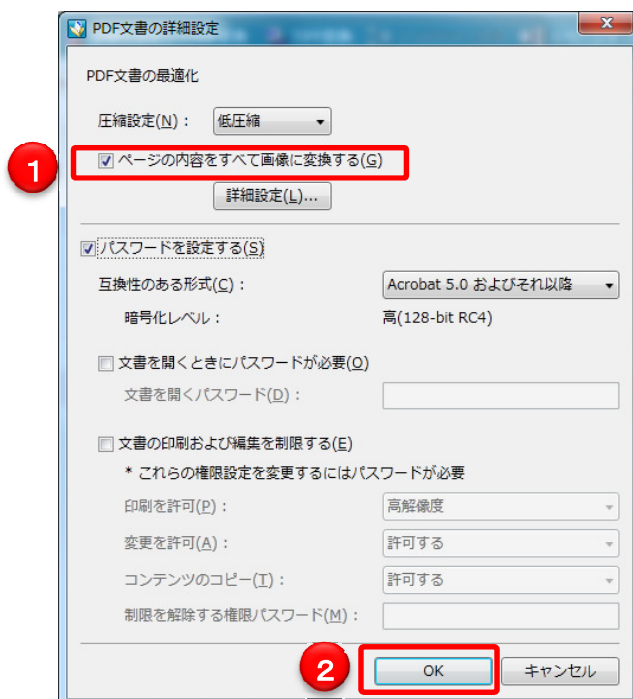 PDF文書の詳細設定
PDF文書の最適化
圧縮設定(N)： 低圧縮
1 ページの内容をすべて画像に変換する(G)
詳細設定(L)...
パスワードを設定する(S)
互換性のある形式(C)： Acrobat 5.0 およびそれ以降
暗号化レベル： 高(128-bit RC4)
文書を開くときにパスワードが必要(O)
文書を開くパスワード(D)：
文書の印刷および編集を制限する(E)
* これらの権限設定を変更するにはパスワードが必要
印刷を許可(P)： 高解像度
変更を許可(A)： 許可する
コンテンツのコピー(T)： 許可する
制限を解除する権限パスワード(M)：
2 OK キャンセル